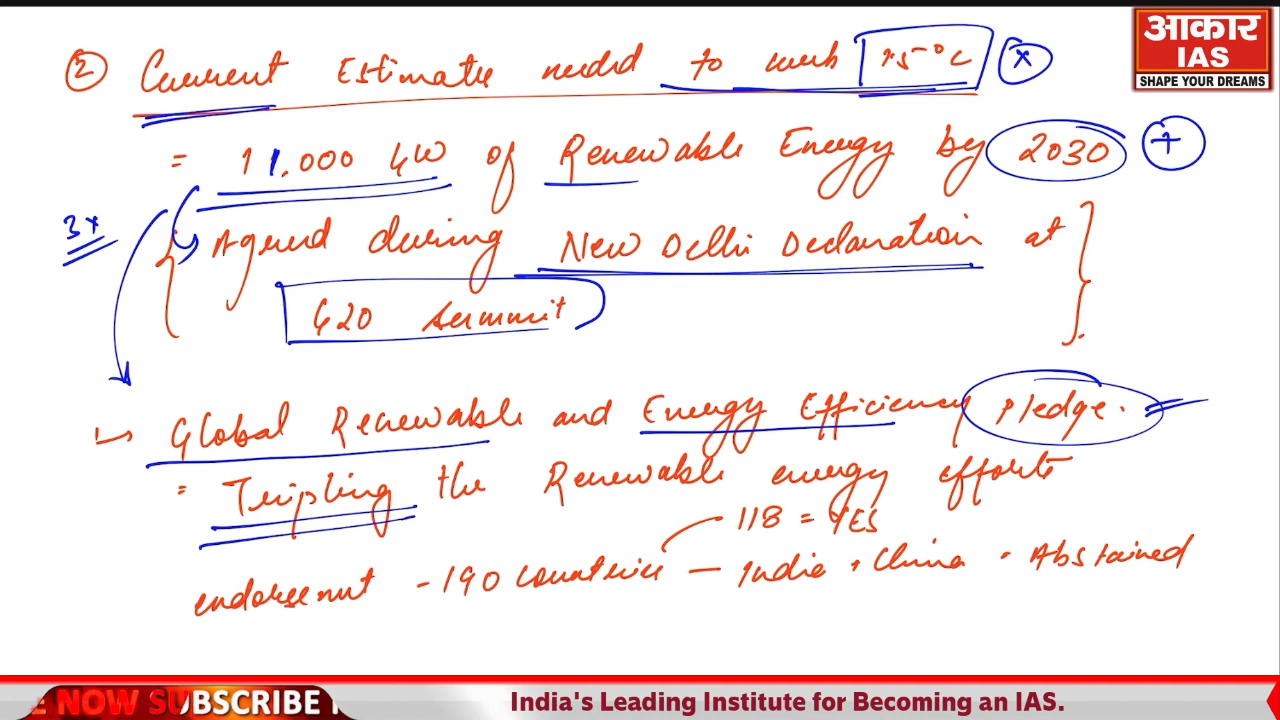 आकार
IAS
SHAPE YOUR DREAMS
② Current Estimate needed to meet 1.5°C ×
= 11,000 GW of Renewable Energy by 2030 +
3x
Agreed during New Delhi Declaration at
G20 Summit
↳ Global Renewable and Energy Efficiency Pledge.
= Tripling the Renewable energy efforts
118 = YES
endorsement - 190 countries — India, China - Abstained
E NOW SUBSCRIBE
India's Leading Institute for Becoming an IAS.